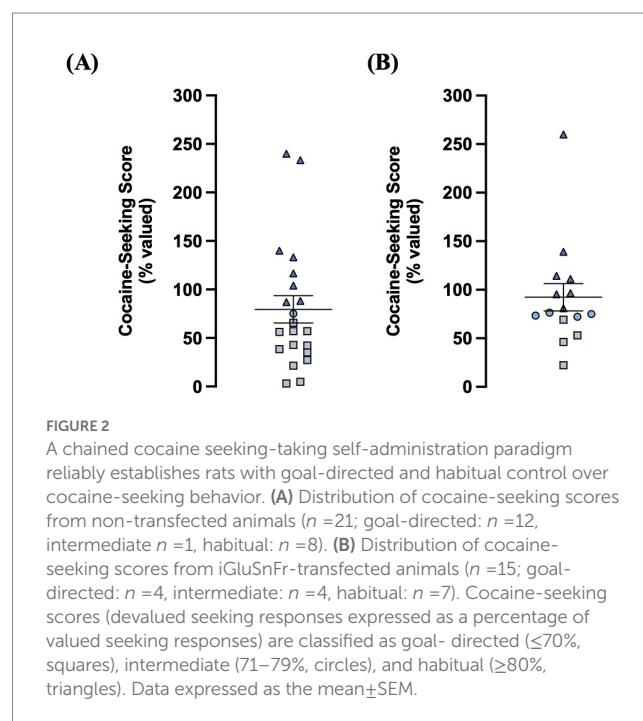 (A)
(B)
Cocaine-Seeking Score
(% valued)
300
250
200
150
100
50
0
Cocaine-Seeking Score
(% valued)
300
250
200
150
100
50
0
FIGURE 2
A chained cocaine seeking-taking self-administration paradigm
reliably establishes rats with goal-directed and habitual control over
cocaine-seeking behavior. (A) Distribution of cocaine-seeking scores
from non-transfected animals (n =21; goal-directed: n =12,
intermediate n =1, habitual: n =8). (B) Distribution of cocaine-
seeking scores from iGluSnFr-transfected animals (n =15; goal-
directed: n =4, intermediate: n =4, habitual: n =7). Cocaine-seeking
scores (devalued seeking responses expressed as a percentage of
valued seeking responses) are classified as goal- directed (≤70%,
squares), intermediate (71–79%, circles), and habitual (≥80%,
triangles). Data expressed as the mean±SEM.